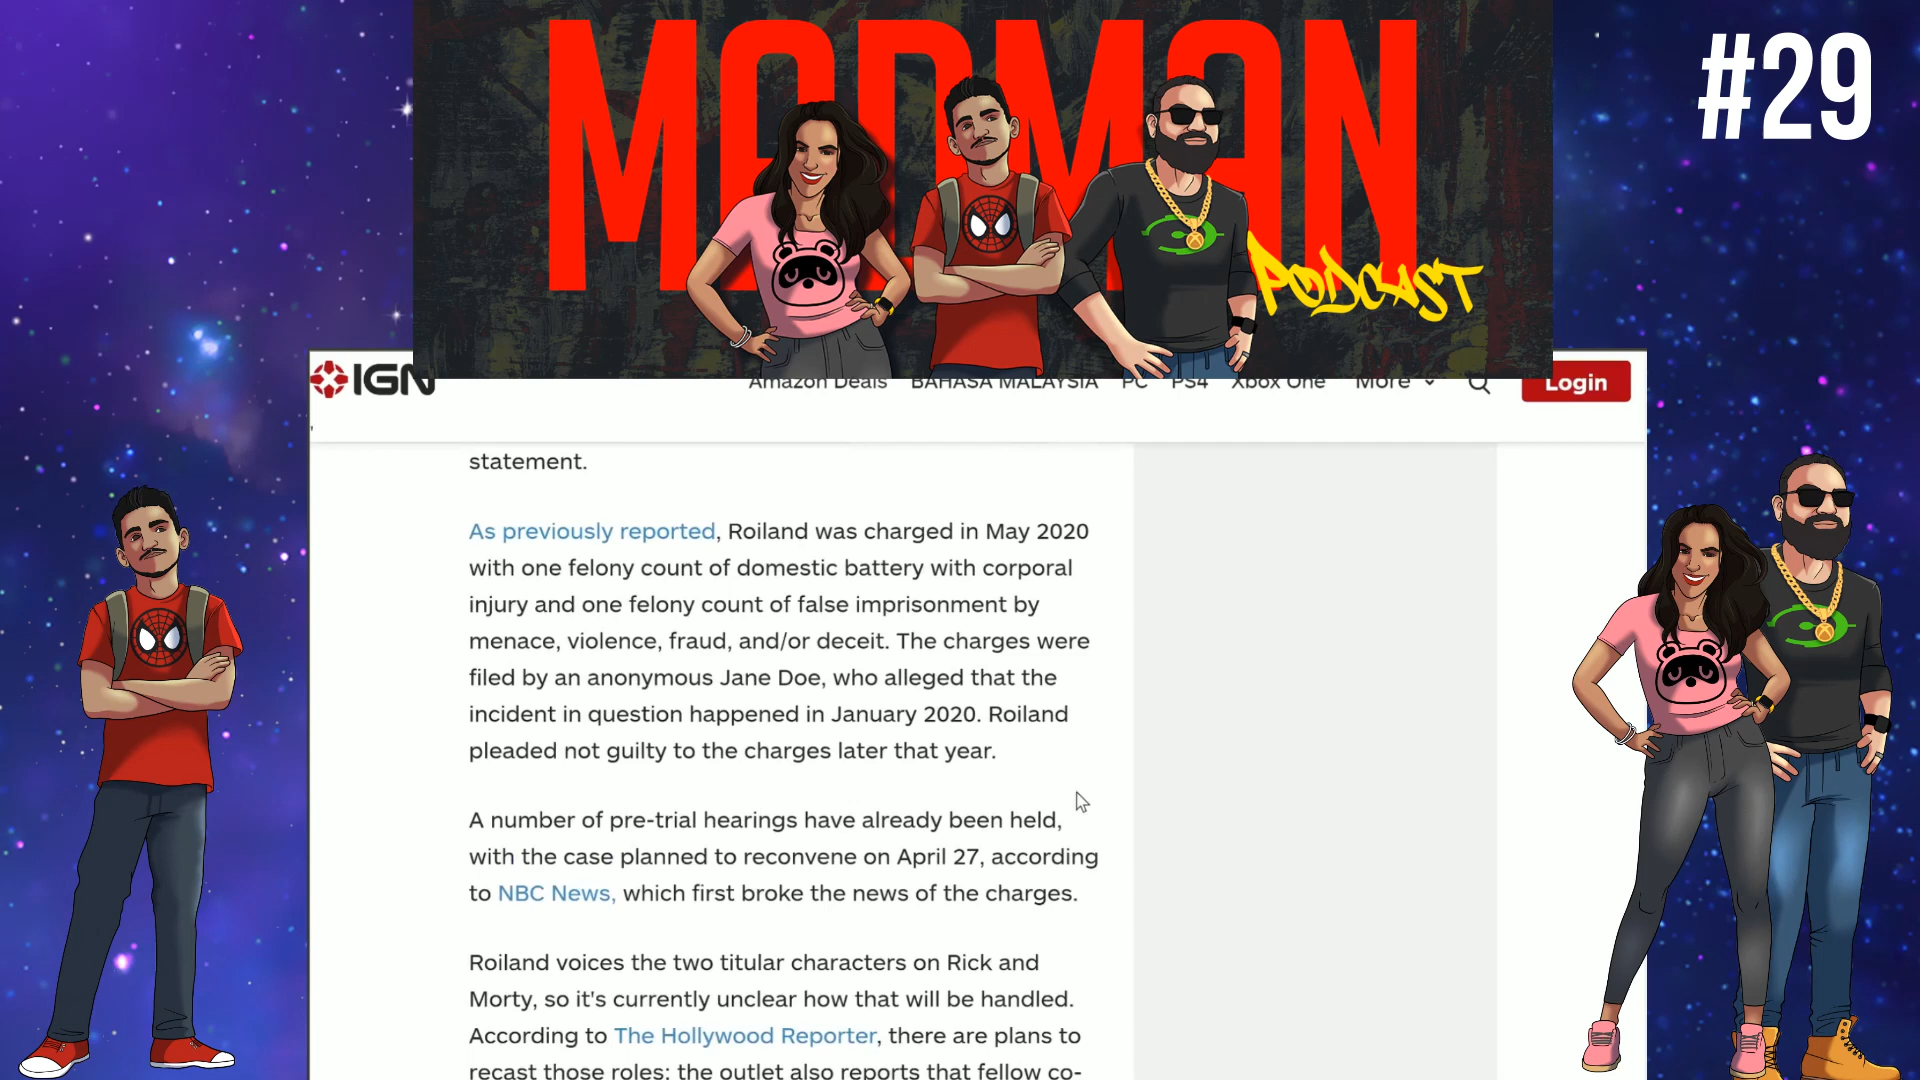 MADMAN
PODCAST
#29
IGN
Amazon Deals BAHASA MALAYSIA PC PS4 Xbox One More Login
statement.
As previously reported, Roiland was charged in May 2020
with one felony count of domestic battery with corporal
injury and one felony count of false imprisonment by
menace, violence, fraud, and/or deceit. The charges were
filed by an anonymous Jane Doe, who alleged that the
incident in question happened in January 2020. Roiland
pleaded not guilty to the charges later that year.
A number of pre-trial hearings have already been held,
with the case planned to reconvene on April 27, according
to NBC News, which first broke the news of the charges.
Roiland voices the two titular characters on Rick and
Morty, so it's currently unclear how that will be handled.
According to The Hollywood Reporter, there are plans to
recast those roles; the outlet also reports that fellow co-